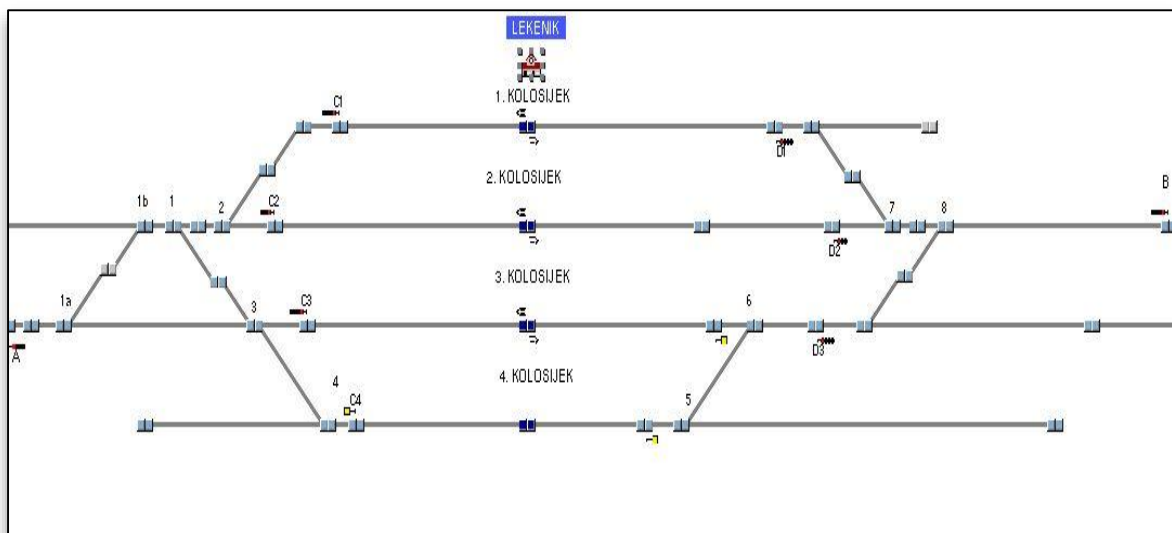 LEKENIK
1. KOLOSIJEK
C1
D1
2. KOLOSIJEK
1b
1
2
C2
7
8
B
D2
3. KOLOSIJEK
1a
3
C3
6
A
D3
4. KOLOSIJEK
4
C4
5